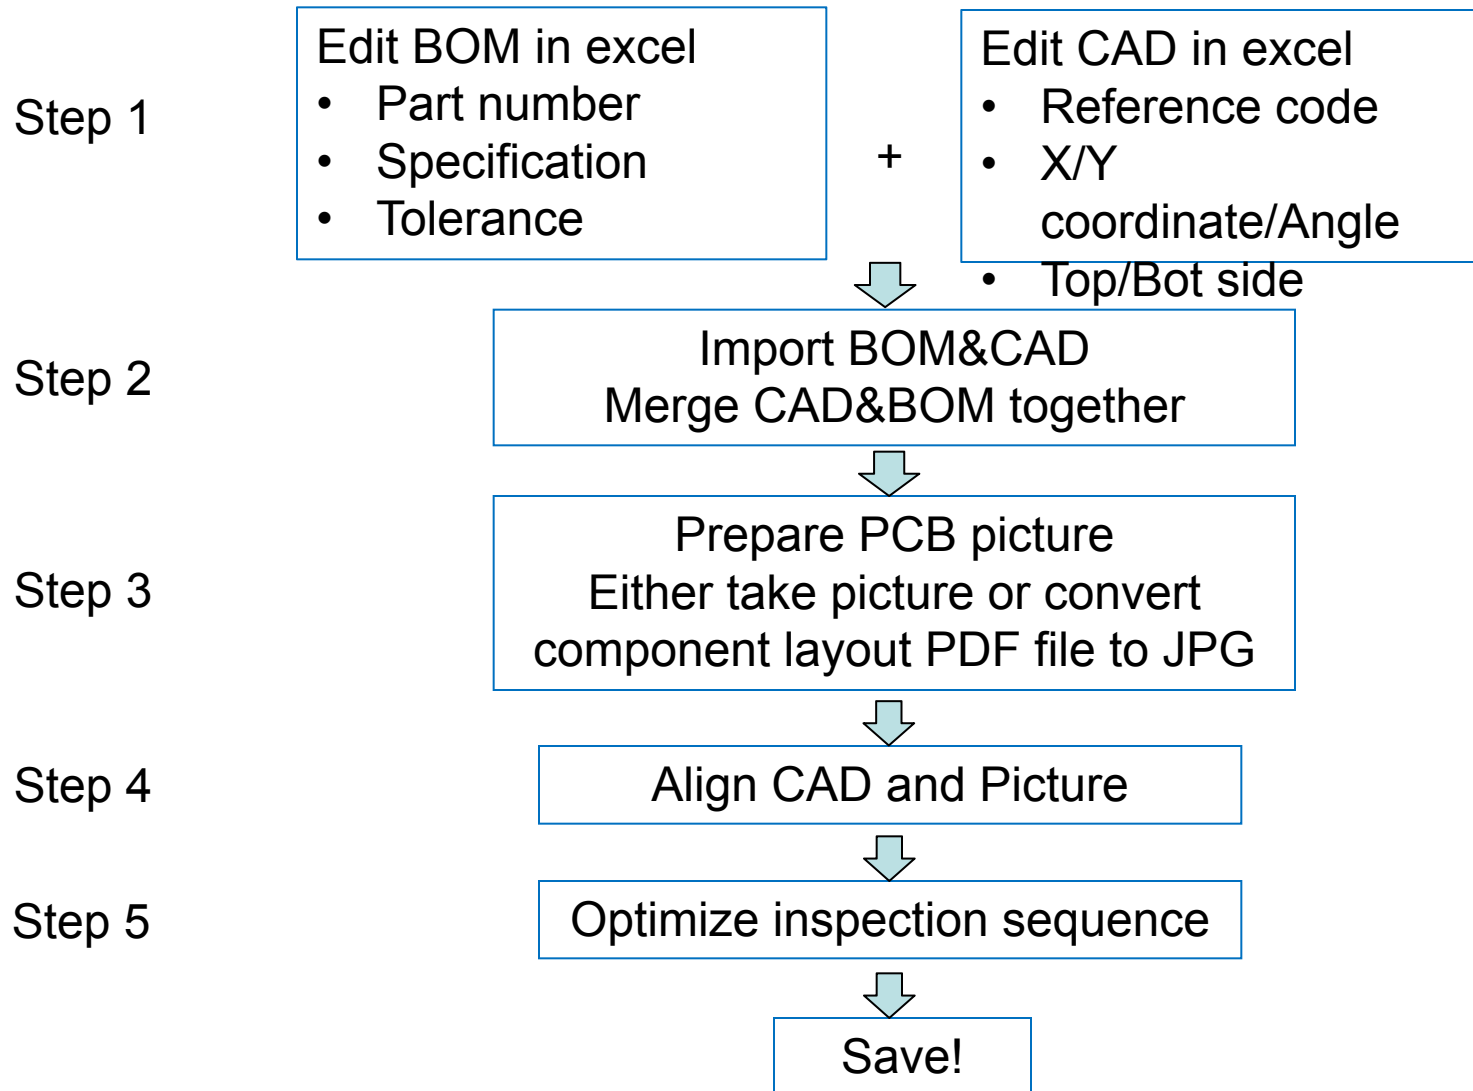 Step 1
Edit BOM in excel
• Part number
• Specification
• Tolerance
+
Edit CAD in excel
• Reference code
• X/Y
coordinate/Angle
• Top/Bot side
Step 2
Import BOM&CAD
Merge CAD&BOM together
Step 3
Prepare PCB picture
Either take picture or convert
component layout PDF file to JPG
Step 4
Align CAD and Picture
Step 5
Optimize inspection sequence
Save!